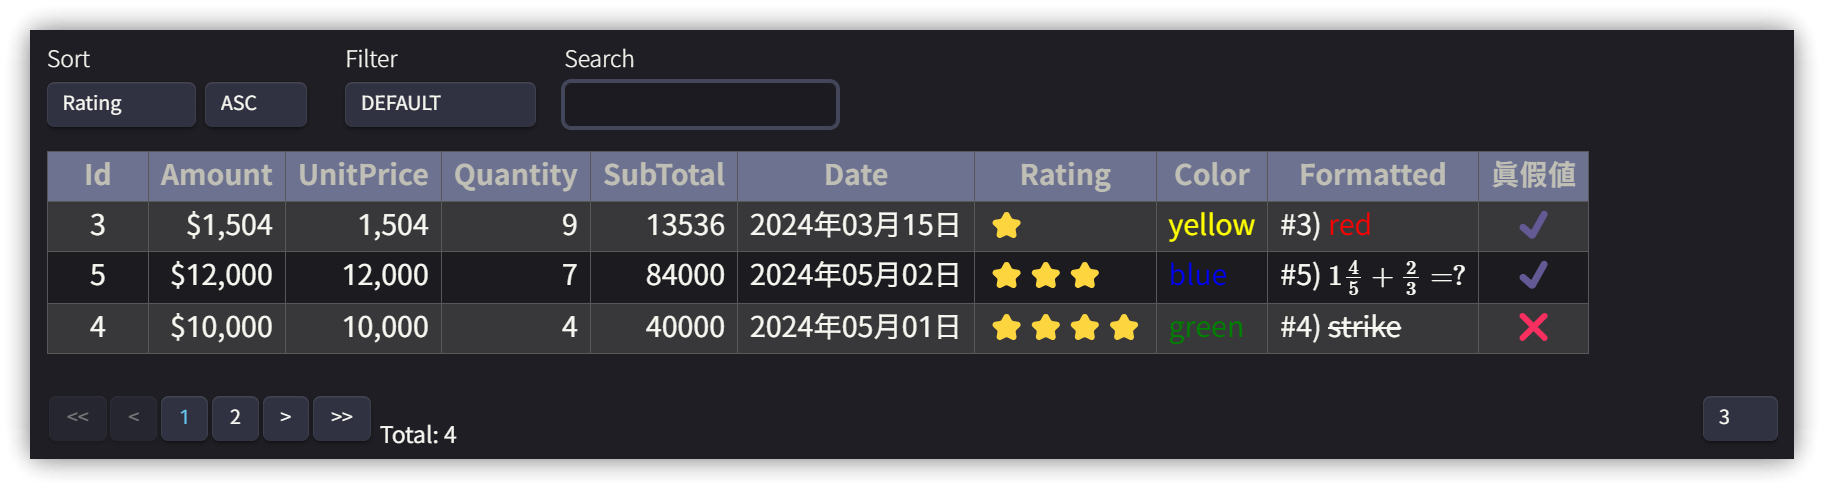 Sort Filter Search
Rating ASC DEFAULT
Id Amount UnitPrice Quantity SubTotal Date Rating Color Formatted 眞假値
3 $1,504 1,504 9 13536 2024年03月15日 yellow #3) red
5 $12,000 12,000 7 84000 2024年05月02日 blue #5) 1 4/5 + 2/3 =?
4 $10,000 10,000 4 40000 2024年05月01日 green #4) strike
<< < 1 2 > >> Total: 4 3